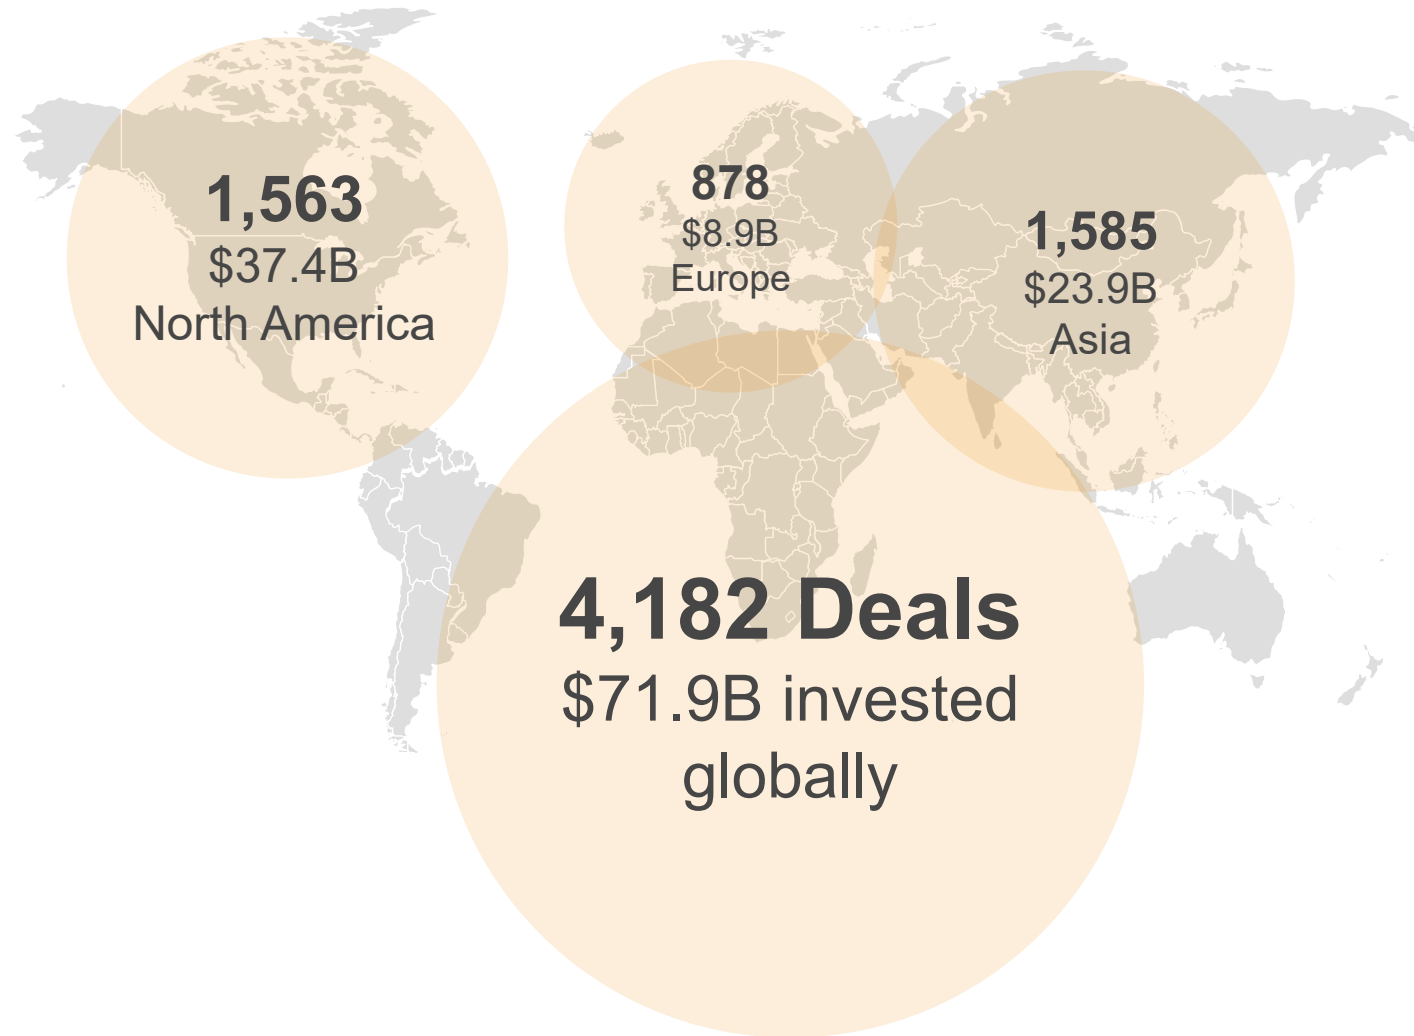 1,563
$37.4B
North America
878
$8.9B
Europe
1,585
$23.9B
Asia
4,182 Deals
$71.9B invested
globally